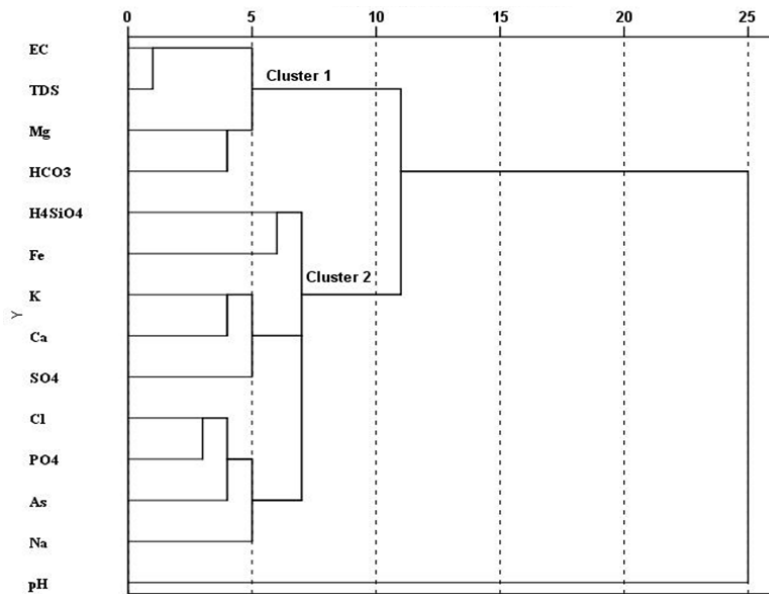 0 5 10 15 20 25
EC
Cluster 1
TDS
Mg
HCO3
H4SiO4
Fe
Cluster 2
K
Y
Ca
SO4
Cl
PO4
As
Na
pH